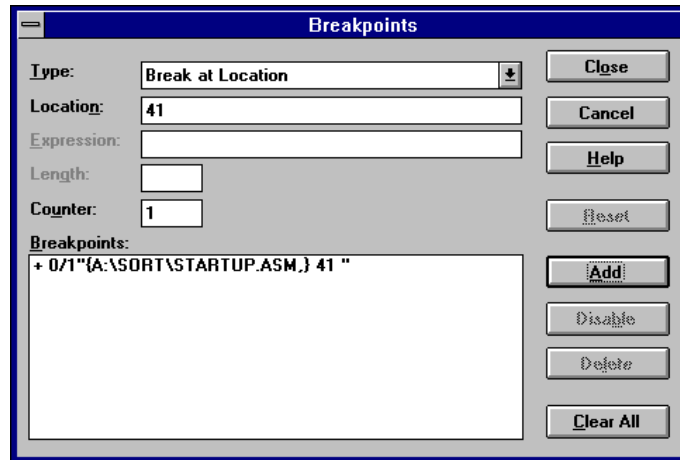 Breakpoints
Type:
Break at Location
Close
Location:
41
Cancel
Expression:
Help
Length:
Counter:
1
Reset
Breakpoints:
+ 0/1"{A:\SORT\STARTUP.ASM,} 41 "
Add
Disable
Delete
Clear All